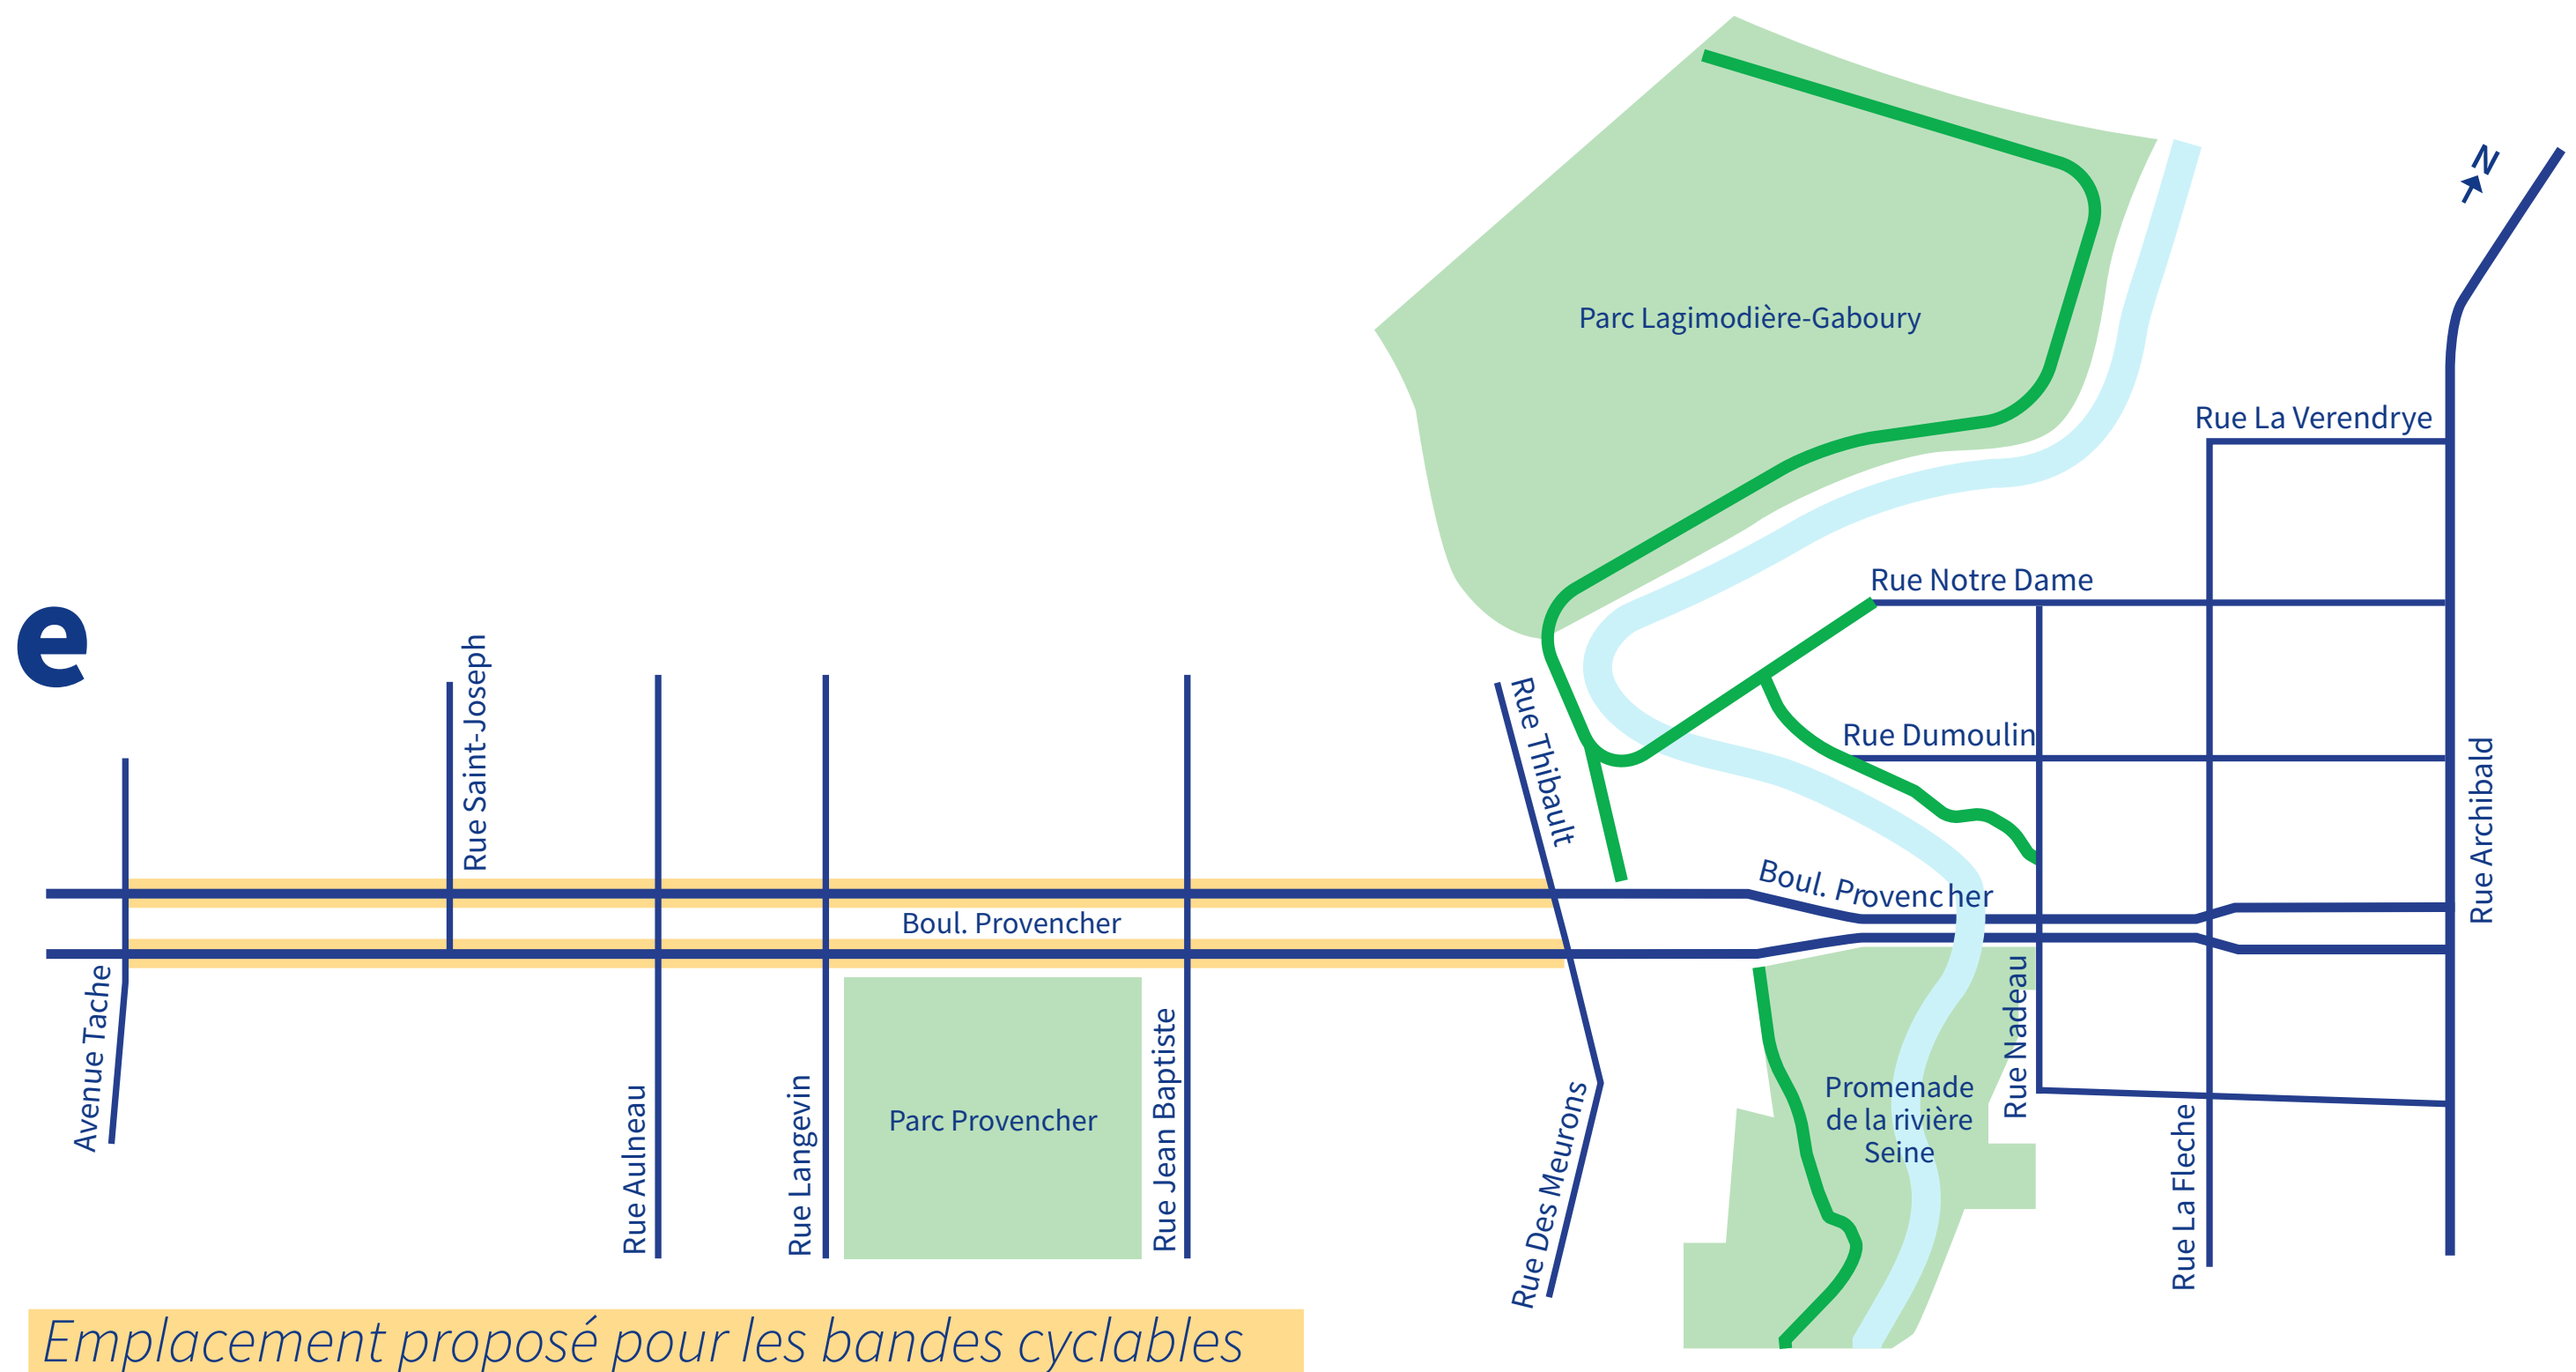 N
Parc Lagimodière-Gaboury
Rue La Verendrye
Rue Notre Dame
e
Rue Saint-Joseph
Rue Thibault
Rue Dumoulin
Rue Archibald
Boul. Provencher
Boul. Provencher
Avenue Tache
Rue Aulneau
Rue Langevin
Parc Provencher
Rue Jean Baptiste
Rue Des Meurons
Promenade
de la rivière
Seine
Rue Nadeau
Rue La Fleche
Emplacement proposé pour les bandes cyclables